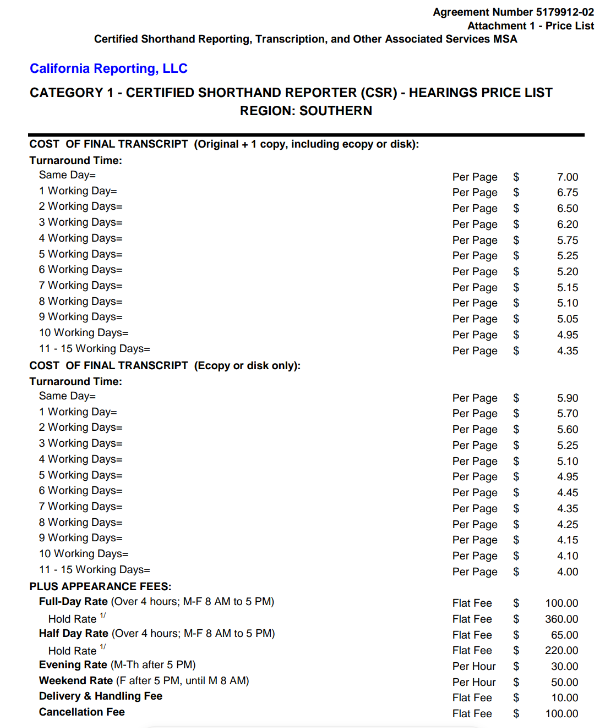 Agreement Number 5179912-02
Attachment 1 - Price List
Certified Shorthand Reporting, Transcription, and Other Associated Services MSA
California Reporting, LLC
CATEGORY 1 - CERTIFIED SHORTHAND REPORTER (CSR) - HEARINGS PRICE LIST
REGION: SOUTHERN
COST OF FINAL TRANSCRIPT (Original + 1 copy, including ecopy or disk):
Turnaround Time:
Same Day= Per Page $ 7.00
1 Working Day= Per Page $ 6.75
2 Working Days= Per Page $ 6.50
3 Working Days= Per Page $ 6.20
4 Working Days= Per Page $ 5.75
5 Working Days= Per Page $ 5.25
6 Working Days= Per Page $ 5.20
7 Working Days= Per Page $ 5.15
8 Working Days= Per Page $ 5.10
9 Working Days= Per Page $ 5.05
10 Working Days= Per Page $ 4.95
11 - 15 Working Days= Per Page $ 4.35
COST OF FINAL TRANSCRIPT (Ecopy or disk only):
Turnaround Time:
Same Day= Per Page $ 5.90
1 Working Day= Per Page $ 5.70
2 Working Days= Per Page $ 5.60
3 Working Days= Per Page $ 5.25
4 Working Days= Per Page $ 5.10
5 Working Days= Per Page $ 4.95
6 Working Days= Per Page $ 4.45
7 Working Days= Per Page $ 4.35
8 Working Days= Per Page $ 4.25
9 Working Days= Per Page $ 4.15
10 Working Days= Per Page $ 4.10
11 - 15 Working Days= Per Page $ 4.00
PLUS APPEARANCE FEES:
Full-Day Rate (Over 4 hours; M-F 8 AM to 5 PM) Flat Fee $ 100.00
Hold Rate 1/ Flat Fee $ 360.00
Half Day Rate (Over 4 hours; M-F 8 AM to 5 PM) Flat Fee $ 65.00
Hold Rate 1/ Flat Fee $ 220.00
Evening Rate (M-Th after 5 PM) Per Hour $ 30.00
Weekend Rate (F after 5 PM, until M 8 AM) Per Hour $ 50.00
Delivery & Handling Fee Flat Fee $ 10.00
Cancellation Fee Flat Fee $ 100.00